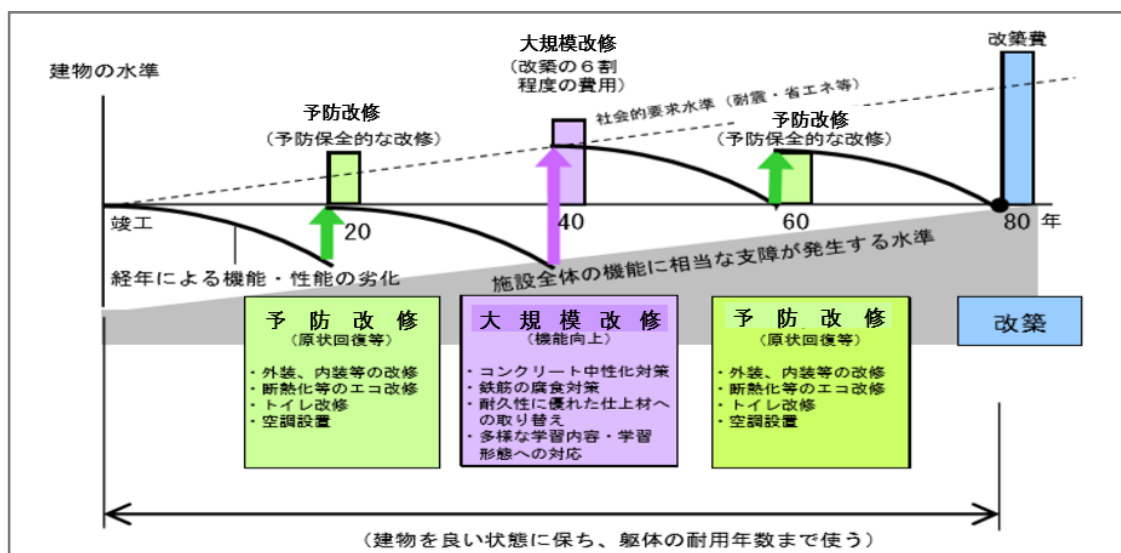 建物の水準
大規模改修
(改築の6割
程度の費用)
改築費
社会的要求水準(耐震・省エネ等)
予防改修
(予防保全的な改修)
予防改修
(予防保全的な改修)
竣工
20
40
60
80 年
経年による機能・性能の劣化
施設全体の機能に相当な支障が発生する水準
予防改修
(原状回復等)
・外装、内装等の改修
・断熱化等のエコ改修
・トイレ改修
・空調設置
大規模改修
(機能向上)
・コンクリート中性化対策
・鉄筋の腐食対策
・耐久性に優れた仕上材へ
の取り替え
・多様な学習内容・学習
形態への対応
予防改修
(原状回復等)
・外装、内装等の改修
・断熱化等のエコ改修
・トイレ改修
・空調設置
改築
(建物を良い状態に保ち、躯体の耐用年数まで使う)